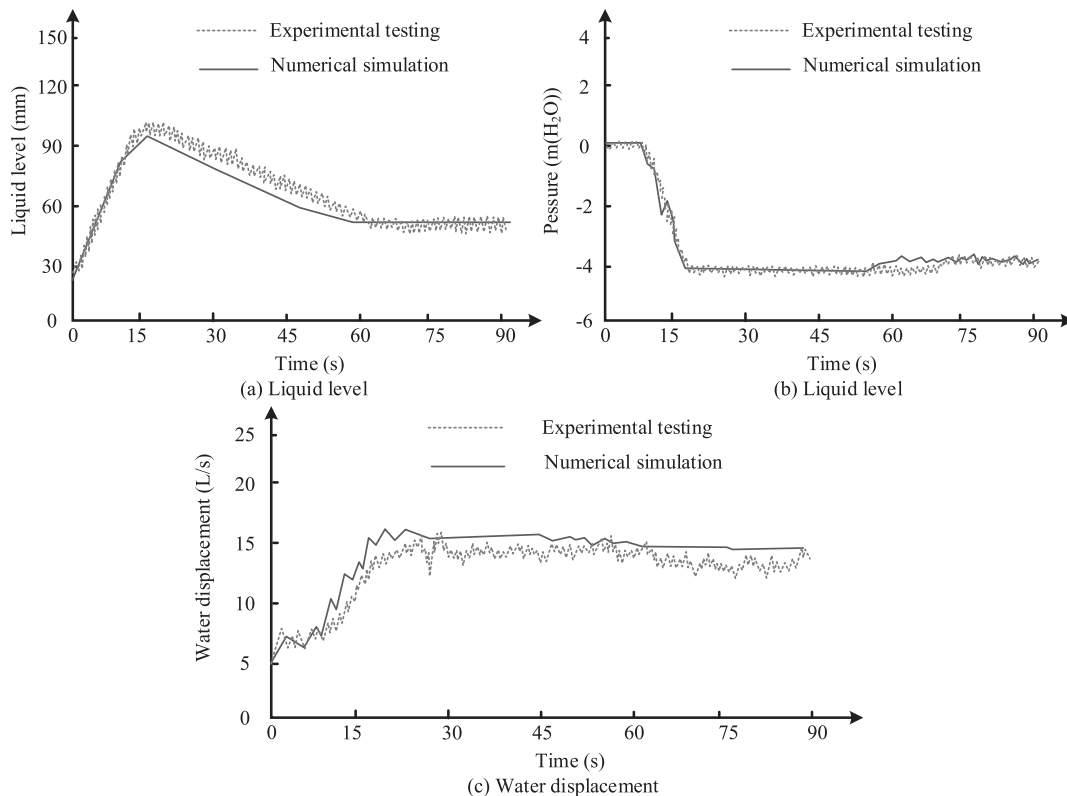 150
120
90
60
30
0
Liquid level (mm)
Experimental testing
Numerical simulation
0 15 30 45 60 75 90
Time (s)
(a) Liquid level
4
2
0
-2
-4
-6
Pessure (m(H₂O))
Experimental testing
Numerical simulation
0 15 30 45 60 75 90
Time (s)
(b) Liquid level
25
20
15
10
5
0
Water displacement (L/s)
Experimental testing
Numerical simulation
0 15 30 45 60 75 90
Time (s)
(c) Water displacement